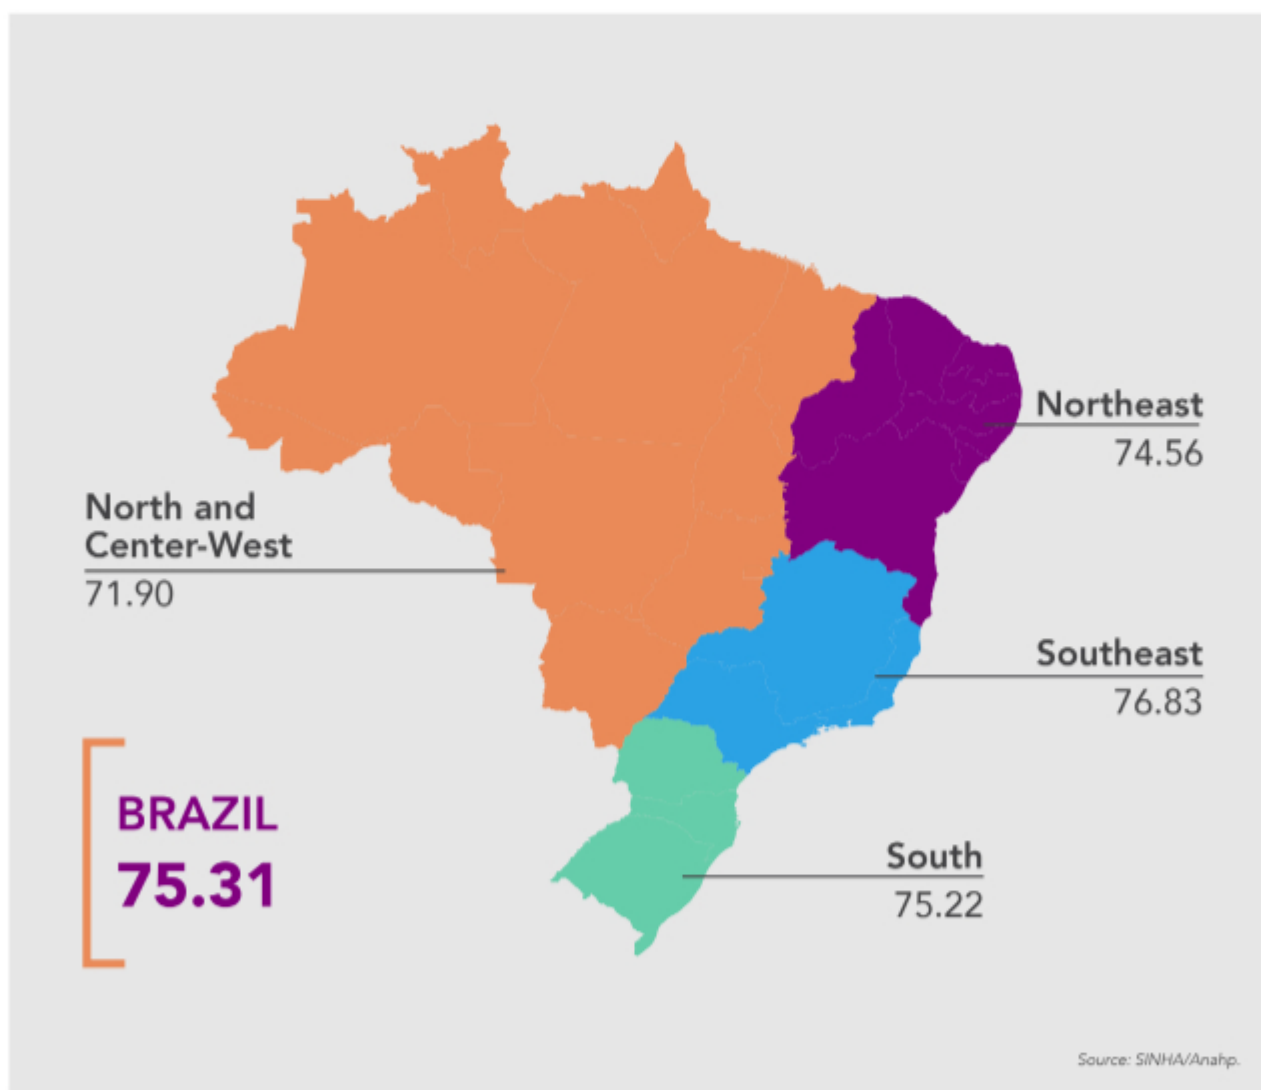 Northeast
74.56
North and
Center-West
71.90
Southeast
76.83
BRAZIL
75.31
South
75.22
Source: SINHA/Anahp.